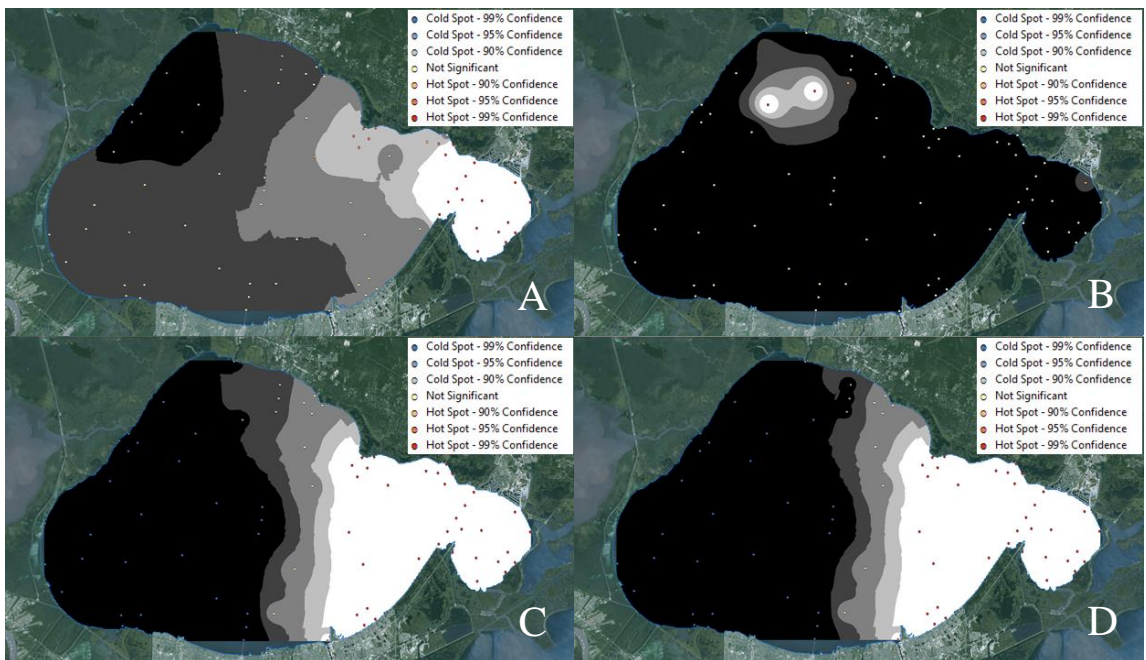 Cold Spot - 99% Confidence
Cold Spot - 95% Confidence
Cold Spot - 90% Confidence
Not Significant
Hot Spot - 90% Confidence
Hot Spot - 95% Confidence
Hot Spot - 99% Confidence
A
Cold Spot - 99% Confidence
Cold Spot - 95% Confidence
Cold Spot - 90% Confidence
Not Significant
Hot Spot - 90% Confidence
Hot Spot - 95% Confidence
Hot Spot - 99% Confidence
B
Cold Spot - 99% Confidence
Cold Spot - 95% Confidence
Cold Spot - 90% Confidence
Not Significant
Hot Spot - 90% Confidence
Hot Spot - 95% Confidence
Hot Spot - 99% Confidence
C
Cold Spot - 99% Confidence
Cold Spot - 95% Confidence
Cold Spot - 90% Confidence
Not Significant
Hot Spot - 90% Confidence
Hot Spot - 95% Confidence
Hot Spot - 99% Confidence
D